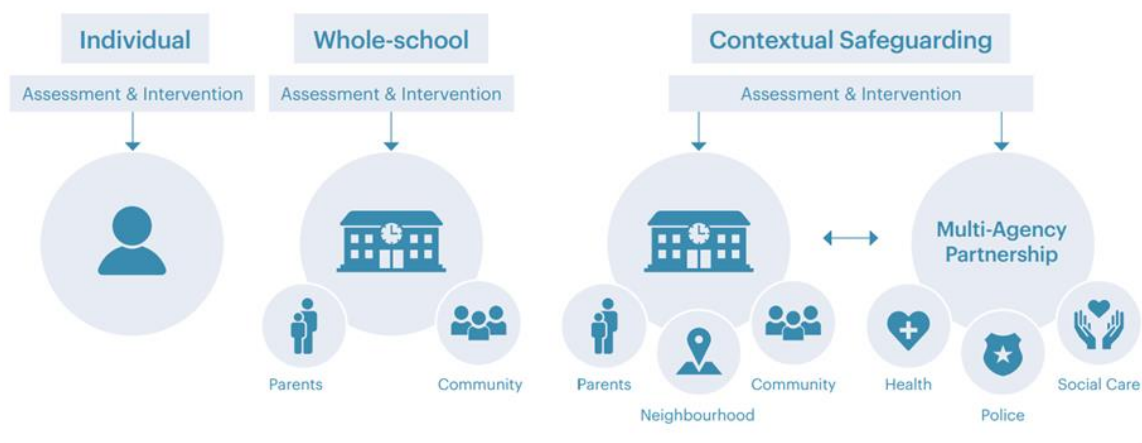 Individual
Whole-school
Contextual Safeguarding
Assessment & Intervention
Assessment & Intervention
Assessment & Intervention
Multi-Agency
Partnership
Parents
Community
Parents
Neighbourhood
Community
Health
Police
Social Care